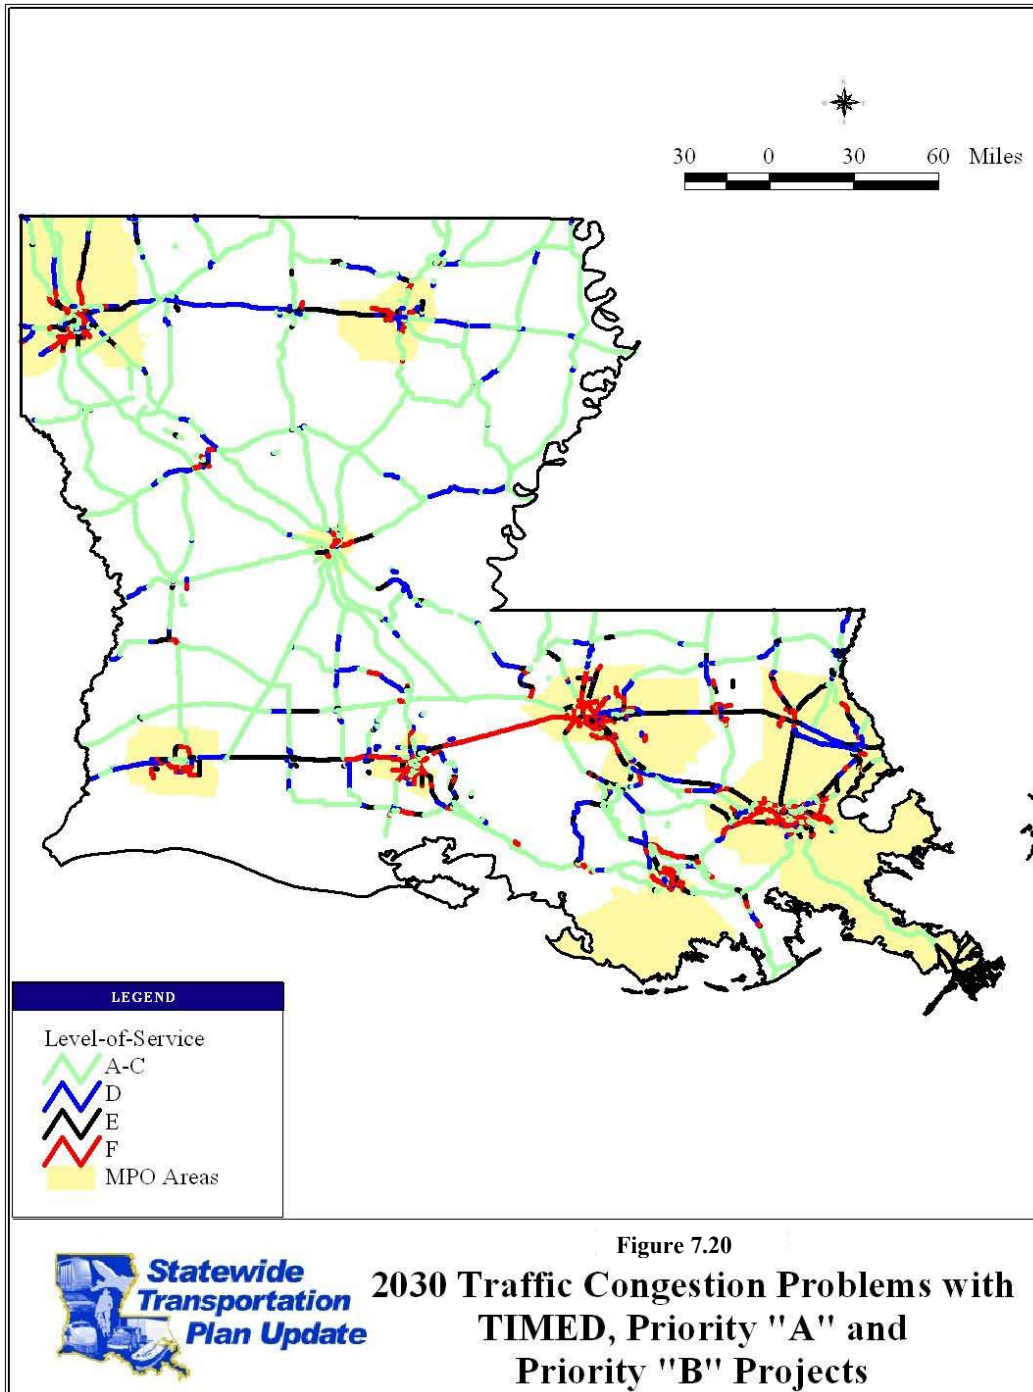 30 0 30 60 Miles
LEGEND
Level-of-Service
A-C
D
E
F
MPO Areas
Statewide
Transportation
Plan Update
Figure 7.20
2030 Traffic Congestion Problems with
TIMED, Priority "A" and
Priority "B" Projects